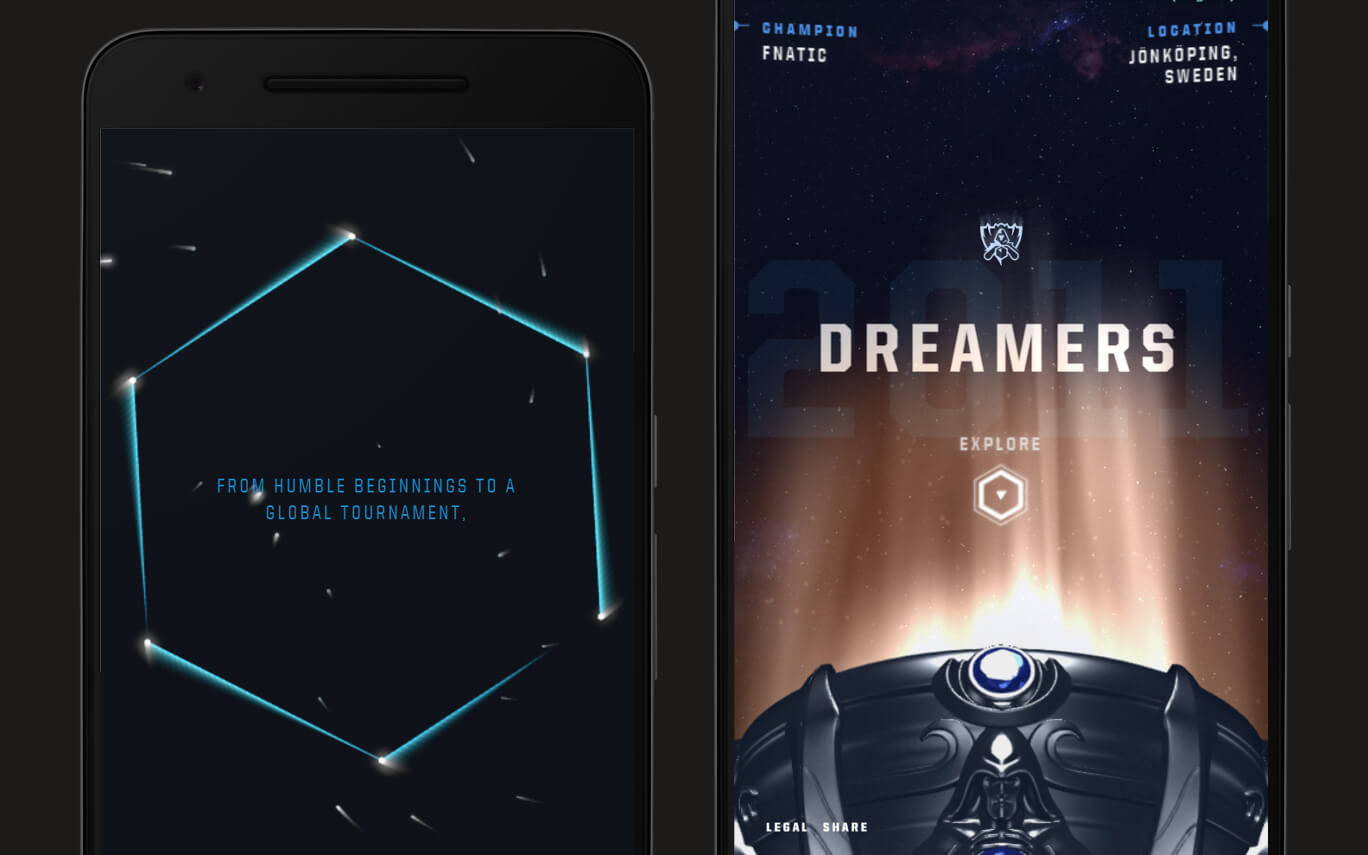 FROM HUMBLE BEGINNINGS TO A
GLOBAL TOURNAMENT,
CHAMPION
FNATIC
LOCATION
JÖNKÖPING,
SWEDEN
2011
DREAMERS
EXPLORE
LEGAL SHARE